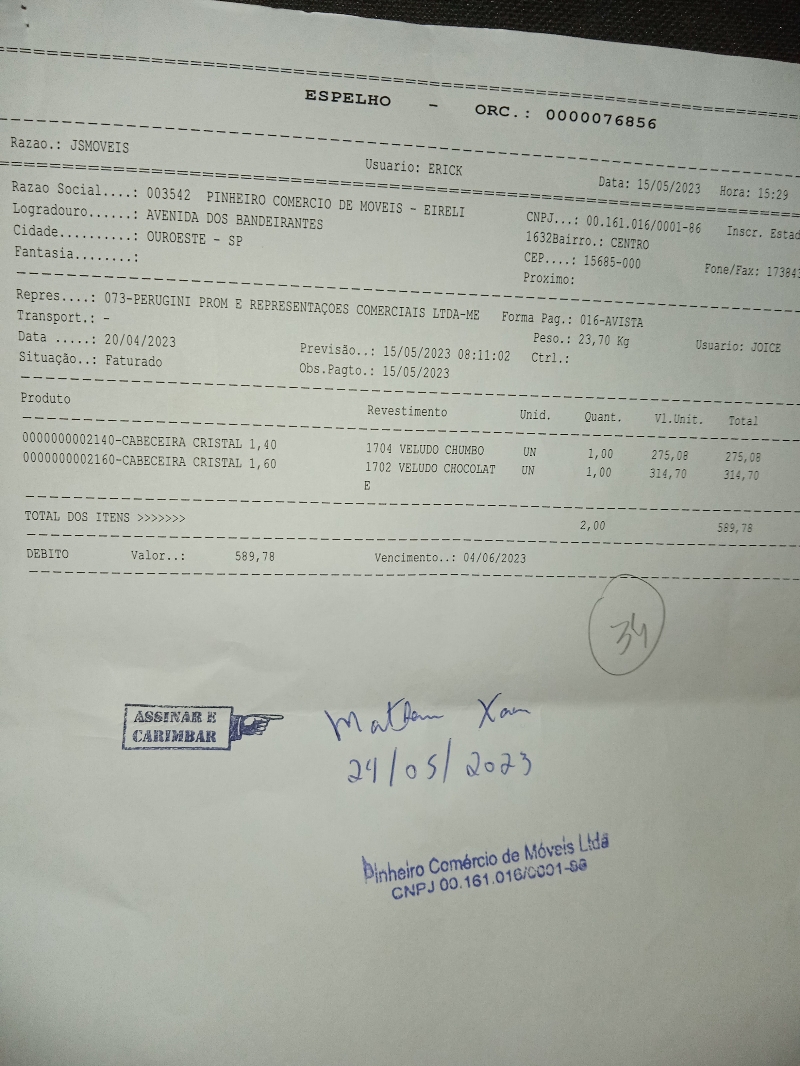 ESPELHO - ORC.: 0000076856
Razao.: JSMOVEIS Usuario: ERICK Data: 15/05/2023 Hora: 15:29
Razao Social....: 003542 PINHEIRO COMERCIO DE MOVEIS - EIRELI CNPJ...: 00.161.016/0001-86 Inscr. Estad
Logradouro......: AVENIDA DOS BANDEIRANTES 1632Bairro.: CENTRO
Cidade..........: OUROESTE - SP CEP....: 15685-000 Fone/Fax: 173843
Fantasia........: Proximo:
Repres....: 073-PERUGINI PROM E REPRESENTAÇOES COMERCIAIS LTDA-ME Forma Pag.: 016-AVISTA
Transport.: - Peso.: 23,70 Kg Usuario: JOICE
Data .....: 20/04/2023 Previsão..: 15/05/2023 08:11:02 Ctrl.:
Situação..: Faturado Obs.Pagto.: 15/05/2023
Produto Revestimento Unid. Quant. Vl.Unit. Total
0000000002140-CABECEIRA CRISTAL 1,40 1704 VELUDO CHUMBO UN 1,00 275,08 275,08
0000000002160-CABECEIRA CRISTAL 1,60 1702 VELUDO CHOCOLAT UN 1,00 314,70 314,70
E
TOTAL DOS ITENS >>>>>>> 2,00 589,78
DEBITO Valor..: 589,78 Vencimento..: 04/06/2023
34
ASSINAR E
CARIMBAR
24/05/2023
Pinheiro Comércio de Móveis Ltda
CNPJ 00.161.016/0001-86